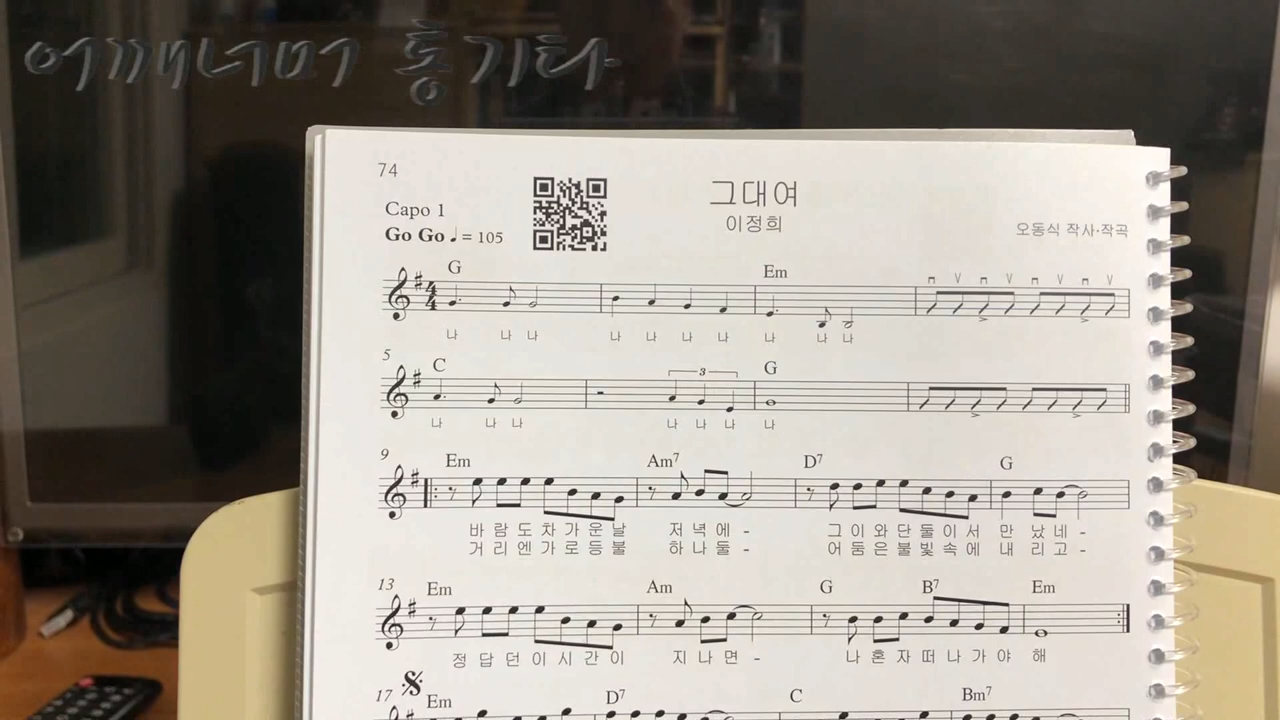 어깨너머 통기타
74
그대여
이정희
Capo 1
Go Go ♩= 105
오동식 작사·작곡
G Em
나 나 나 나 나 나 나 나 나 나
5
C G
3
나 나 나 나 나 나 나
9
Em Am7 D7 G
바 람 도 차 가 운 날 저 녁 에 - 그 이 와 단 둘 이 서 만 났 네 -
거 리 엔 가 로 등 불 하 나 둘 - 어 둠 은 불 빛 속 에 내 리 고 -
13
Em Am G B7 Em
정 답 던 이 시 간 이 지 나 면 - 나 혼 자 떠 나 가 야 해
17
Em D7 C Bm7